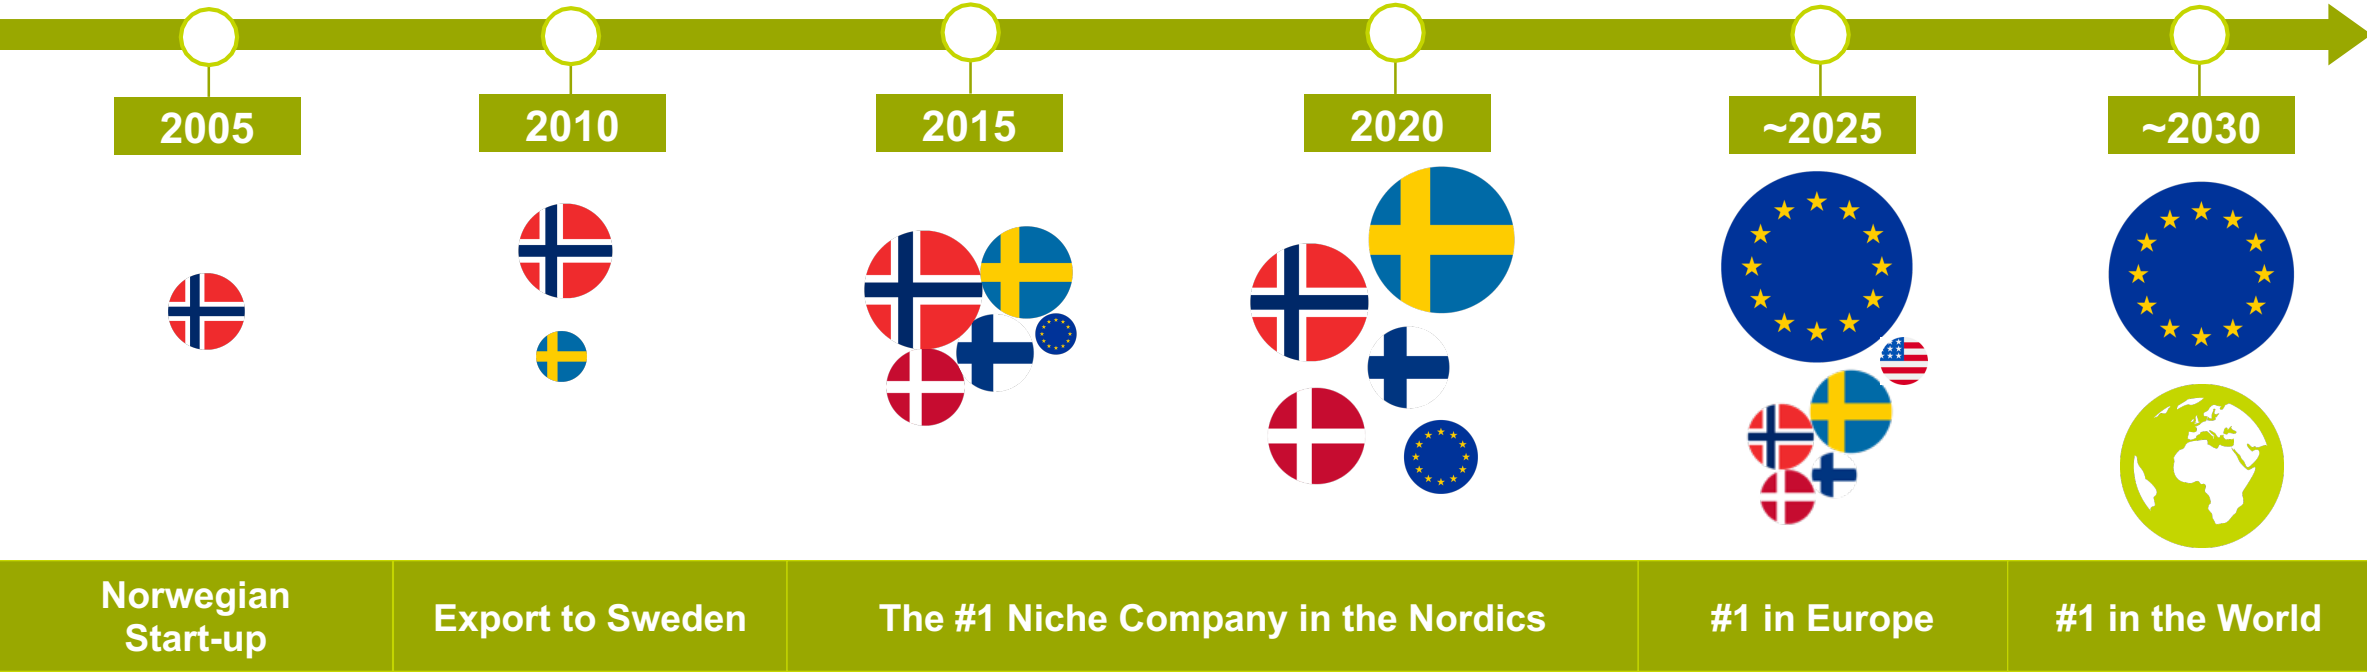 2005
2010
2015
2020
~2025
~2030
Norwegian
Start-up
Export to Sweden
The #1 Niche Company in the Nordics
#1 in Europe
#1 in the World